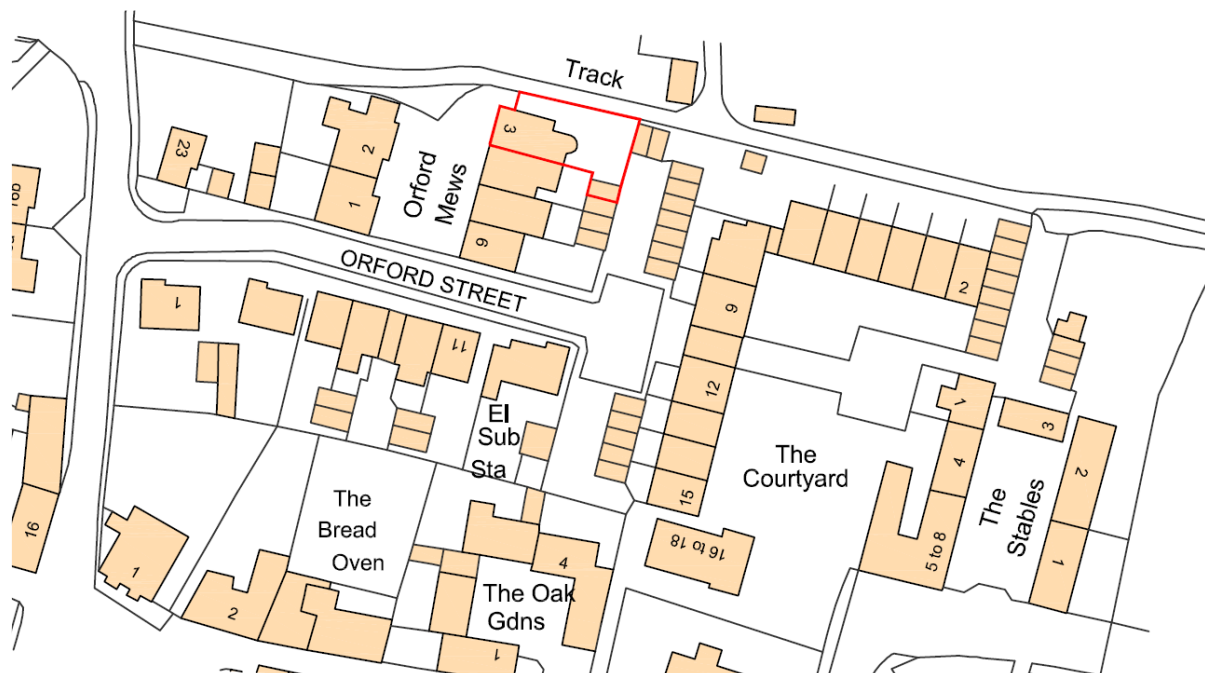 Track
3
23
2
1
Orford
Mews
6
ORFORD STREET
2
9
1
11
12
El
Sub
Sta
1
3
4
2
The
Courtyard
15
The
Bread
Oven
The
Stables
16
16 to 18
5 to 8
1
1
4
2
The Oak
Gdns
1